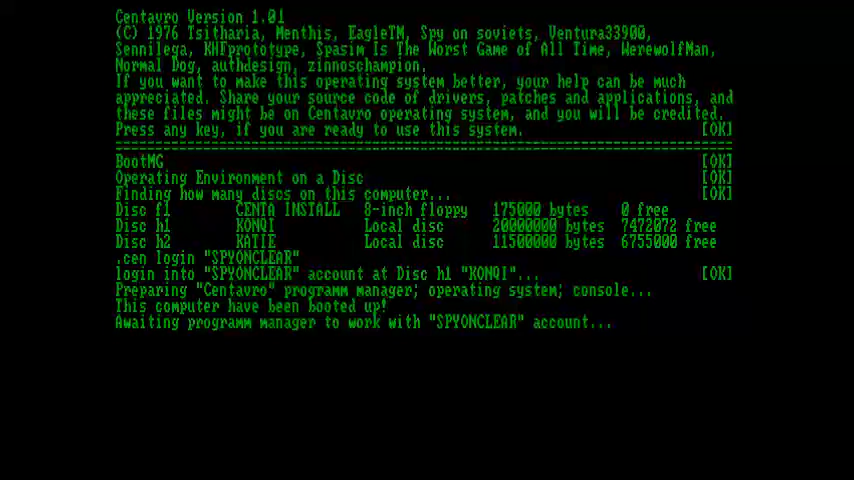 Centavro Version 1.01
(C) 1976 Tsitharia, Menthis, EagleTM, Spy on soviets, Ventura33900,
Sennilega, KHFprototype, Spasim Is The Worst Game of All Time, WerewolfMan,
Normal Dog, authdesign, zinnoschampion.
If you want to make this operating system better, your help can be much
appreciated. Share your source code of drivers, patches and applications, and
these files might be on Centavro operating system, and you will be credited.
Press any key, if you are ready to use this system. [OK]
=============================================================================
BootMG [OK]
Operating Environment on a Disc [OK]
Finding how many discs on this computer... [OK]
Disc f1 CENTA INSTALL 8-inch floppy 175000 bytes 0 free
Disc h1 KONQI Local disc 20000000 bytes 7472072 free
Disc h2 KATIE Local disc 11500000 bytes 6755000 free
.cen login "SPYONCLEAR"
login into "SPYONCLEAR" account at Disc h1 "KONQI"... [OK]
Preparing "Centavro" programm manager; operating system; console...
This computer have been booted up!
Awaiting programm manager to work with "SPYONCLEAR" account...